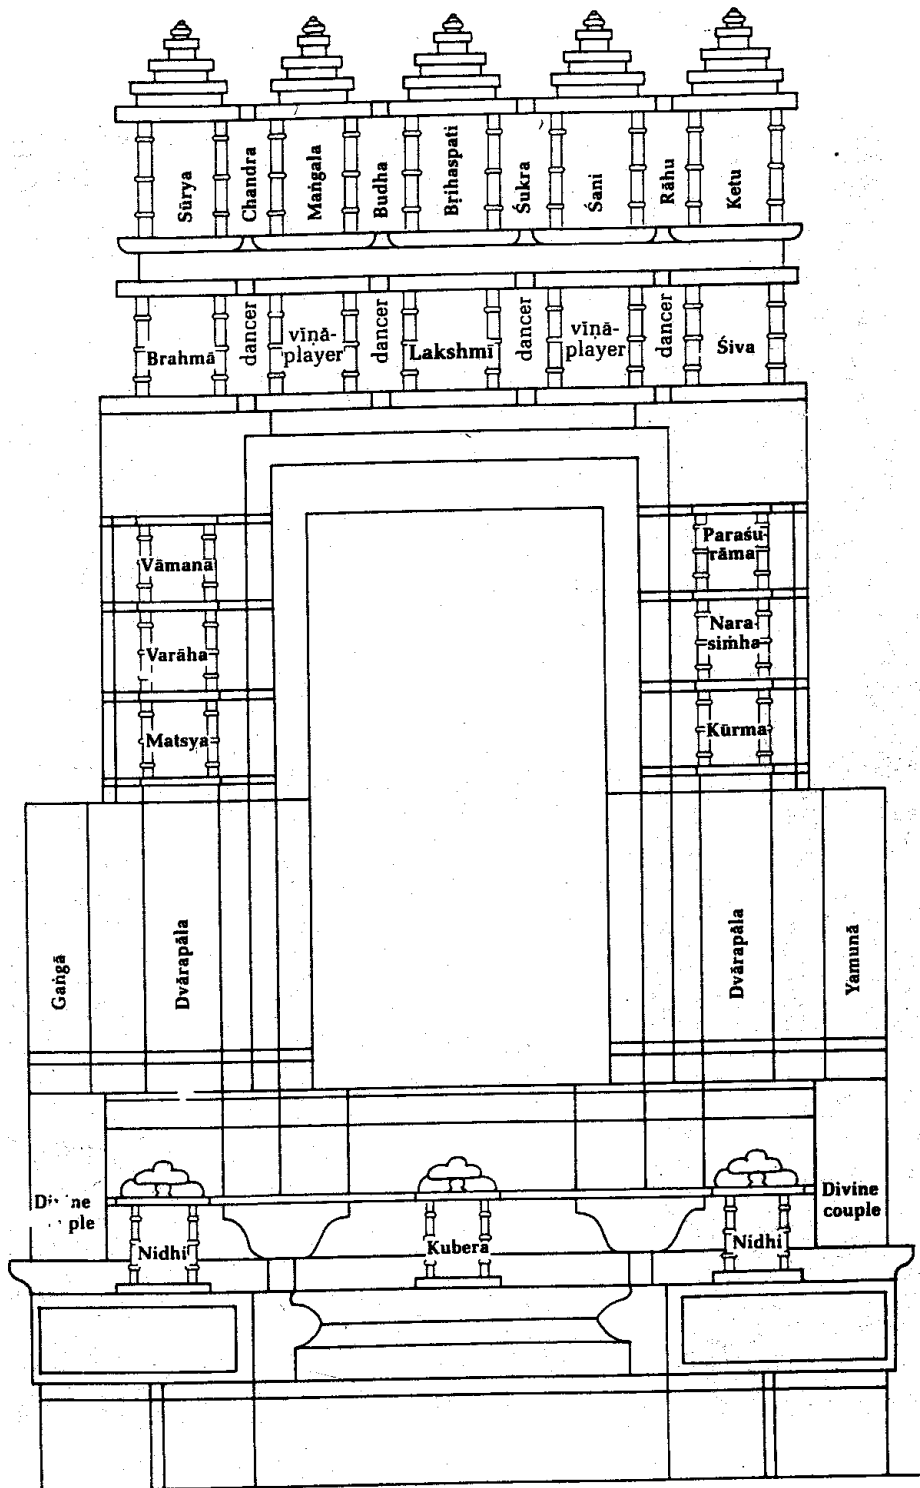 Sūrya
Chandra
Maṅgala
Budha
Bṛihaspati
Śukra
Śani
Rāhu
Ketu
Brahmā
dancer
vīṇā-
player
dancer
Lakshmī
dancer
vīṇā-
player
dancer
Śiva
Vāmana
Paraśu-
rāma
Varāha
Nara-
siṁha
Matsya
Kūrma
Gaṅgā
Dvārapāla
Dvārapāla
Yamunā
Divine
couple
Nidhi
Kubera
Nidhi